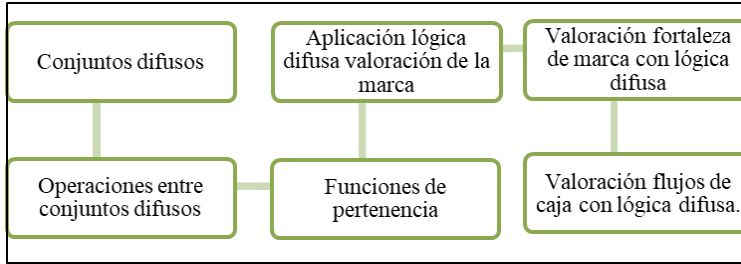 Conjuntos difusos
Operaciones entre
conjuntos difusos
Funciones de
pertenencia
Aplicación lógica
difusa valoración de la
marca
Valoración fortaleza
de marca con lógica
difusa
Valoración flujos de
caja con lógica difusa.